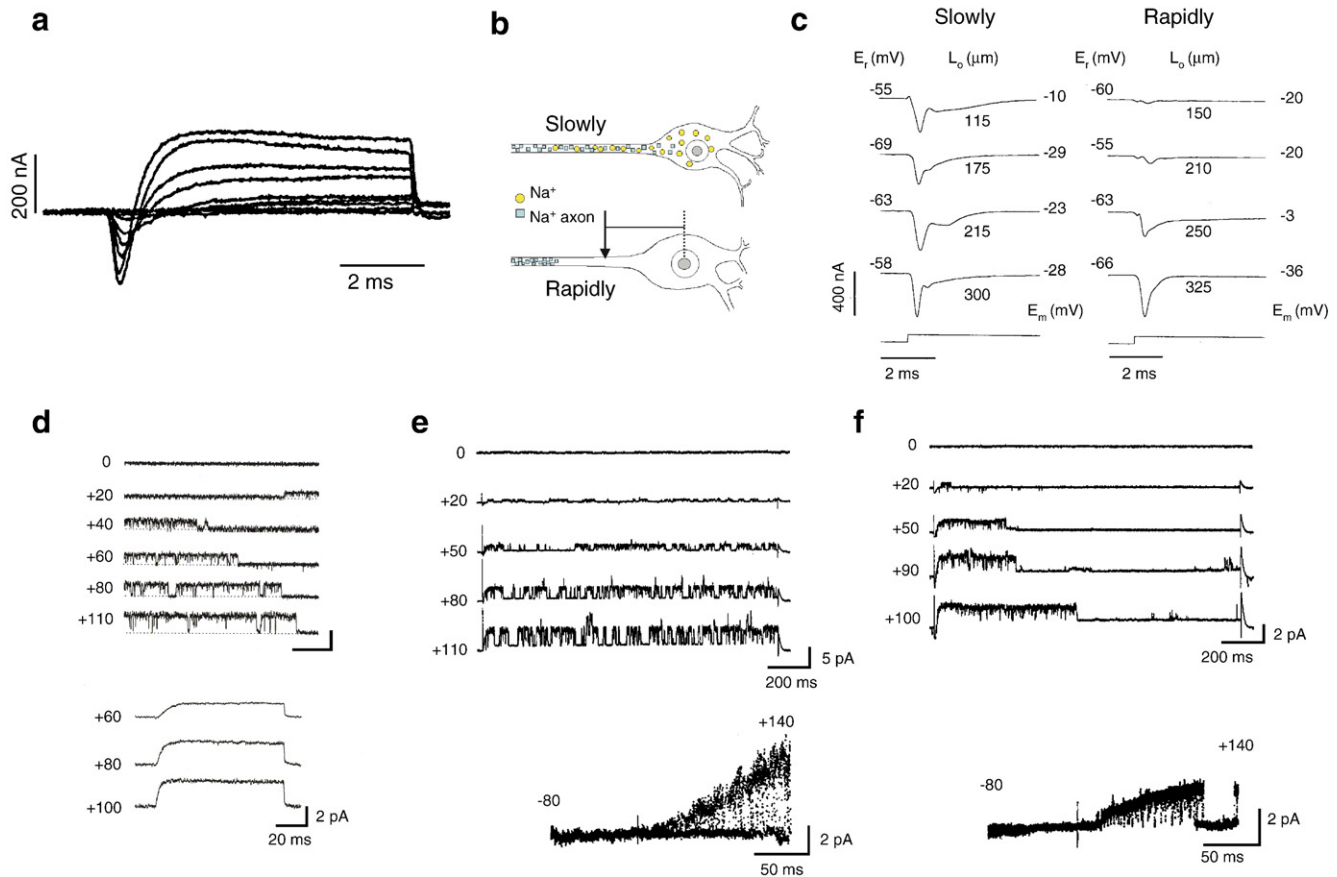 a
200 nA
2 ms
b
Slowly
Na+
Na+ axon
Rapidly
c
Slowly
Rapidly
Er (mV)
Lo (μm)
Er (mV)
Lo (μm)
-55
115
-10
-60
150
-20
-69
175
-29
-55
210
-20
-63
215
-23
-63
250
-3
-58
300
-28
-66
325
-36
400 nA
Em (mV)
Em (mV)
2 ms
2 ms
d
0
+20
+40
+60
+80
+110
+60
+80
+100
2 pA
20 ms
e
0
+20
+50
+80
+110
5 pA
200 ms
+140
-80
2 pA
50 ms
f
0
+20
+50
+90
+100
2 pA
200 ms
+140
-80
2 pA
50 ms